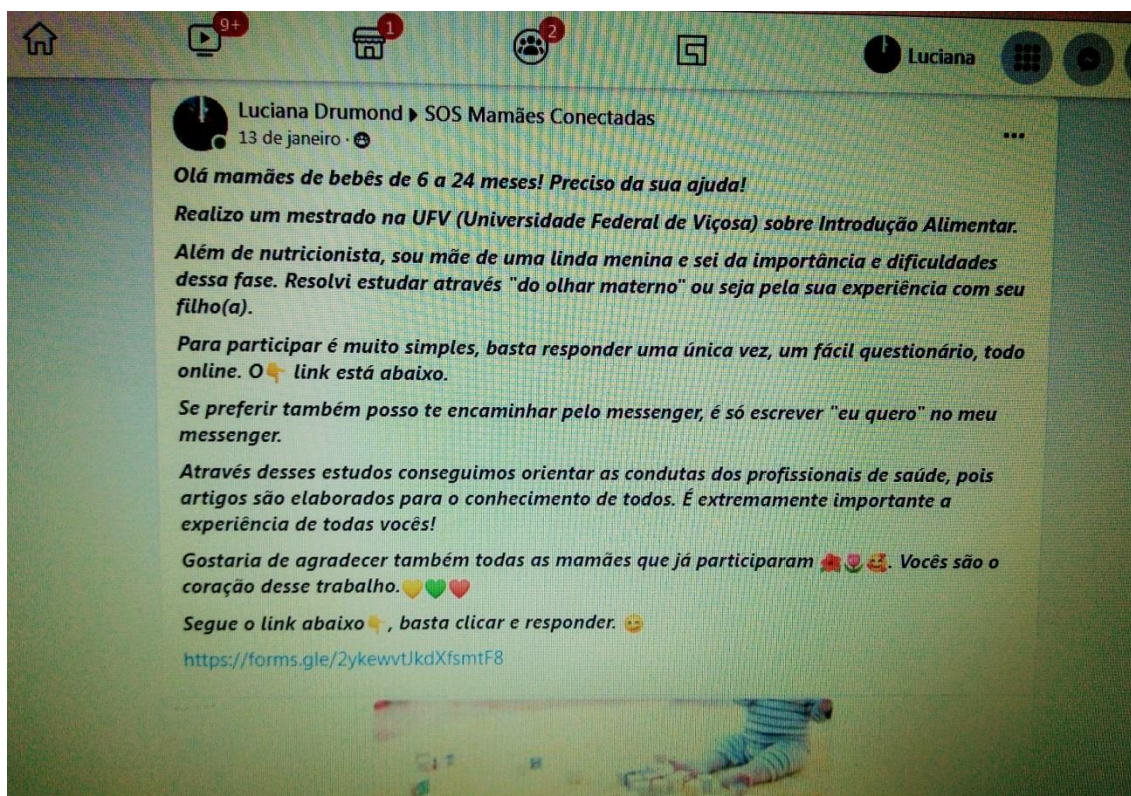 9+
1
2
Luciana
Luciana Drumond ▸ SOS Mamães Conectadas
13 de janeiro ·
Olá mamães de bebês de 6 a 24 meses! Preciso da sua ajuda!
Realizo um mestrado na UFV (Universidade Federal de Viçosa) sobre Introdução Alimentar.
Além de nutricionista, sou mãe de uma linda menina e sei da importância e dificuldades
dessa fase. Resolvi estudar através "do olhar materno" ou seja pela sua experiência com seu
filho(a).
Para participar é muito simples, basta responder uma única vez, um fácil questionário, todo
online. O👇 link está abaixo.
Se preferir também posso te encaminhar pelo messenger, é só escrever "eu quero" no meu
messenger.
Através desses estudos conseguimos orientar as condutas dos profissionais de saúde, pois
artigos são elaborados para o conhecimento de todos. É extremamente importante a
experiência de todas vocês!
Gostaria de agradecer também todas as mamães que já participaram 🌺🌷🥰. Vocês são o
coração desse trabalho.💛💚❤️
Segue o link abaixo👇, basta clicar e responder. 😉
https://forms.gle/2ykewvtJkdXfsmtF8